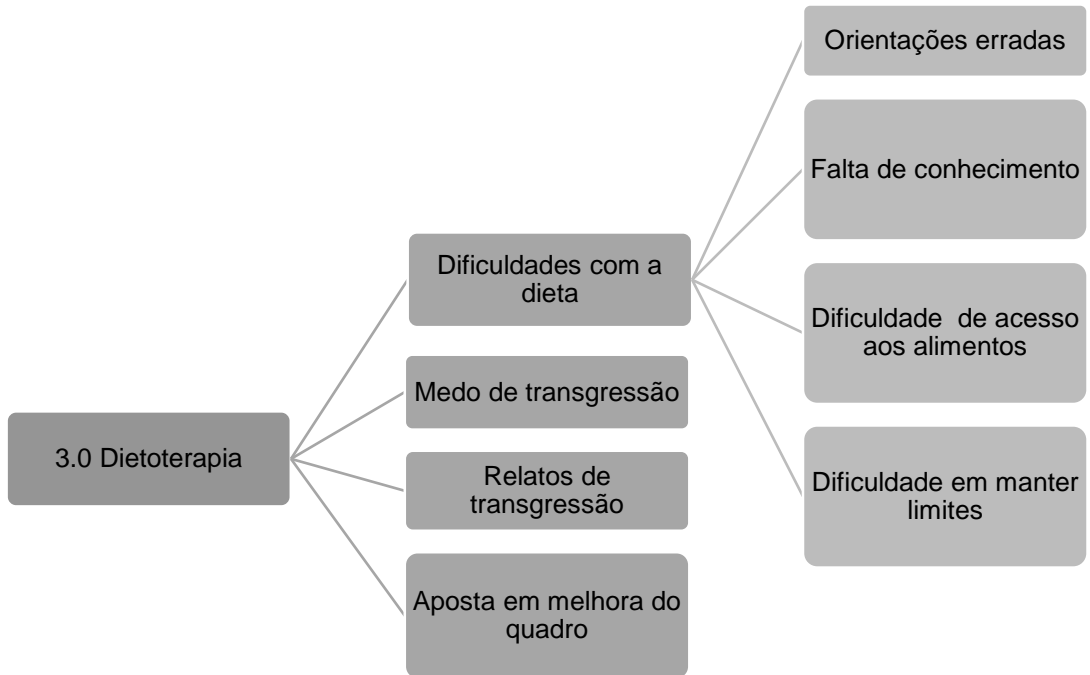 3.0 Dietoterapia
Dificuldades com a
dieta
Medo de transgressão
Relatos de
transgressão
Aposta em melhora do
quadro
Orientações erradas
Falta de conhecimento
Dificuldade  de acesso
aos alimentos
Dificuldade em manter
limites